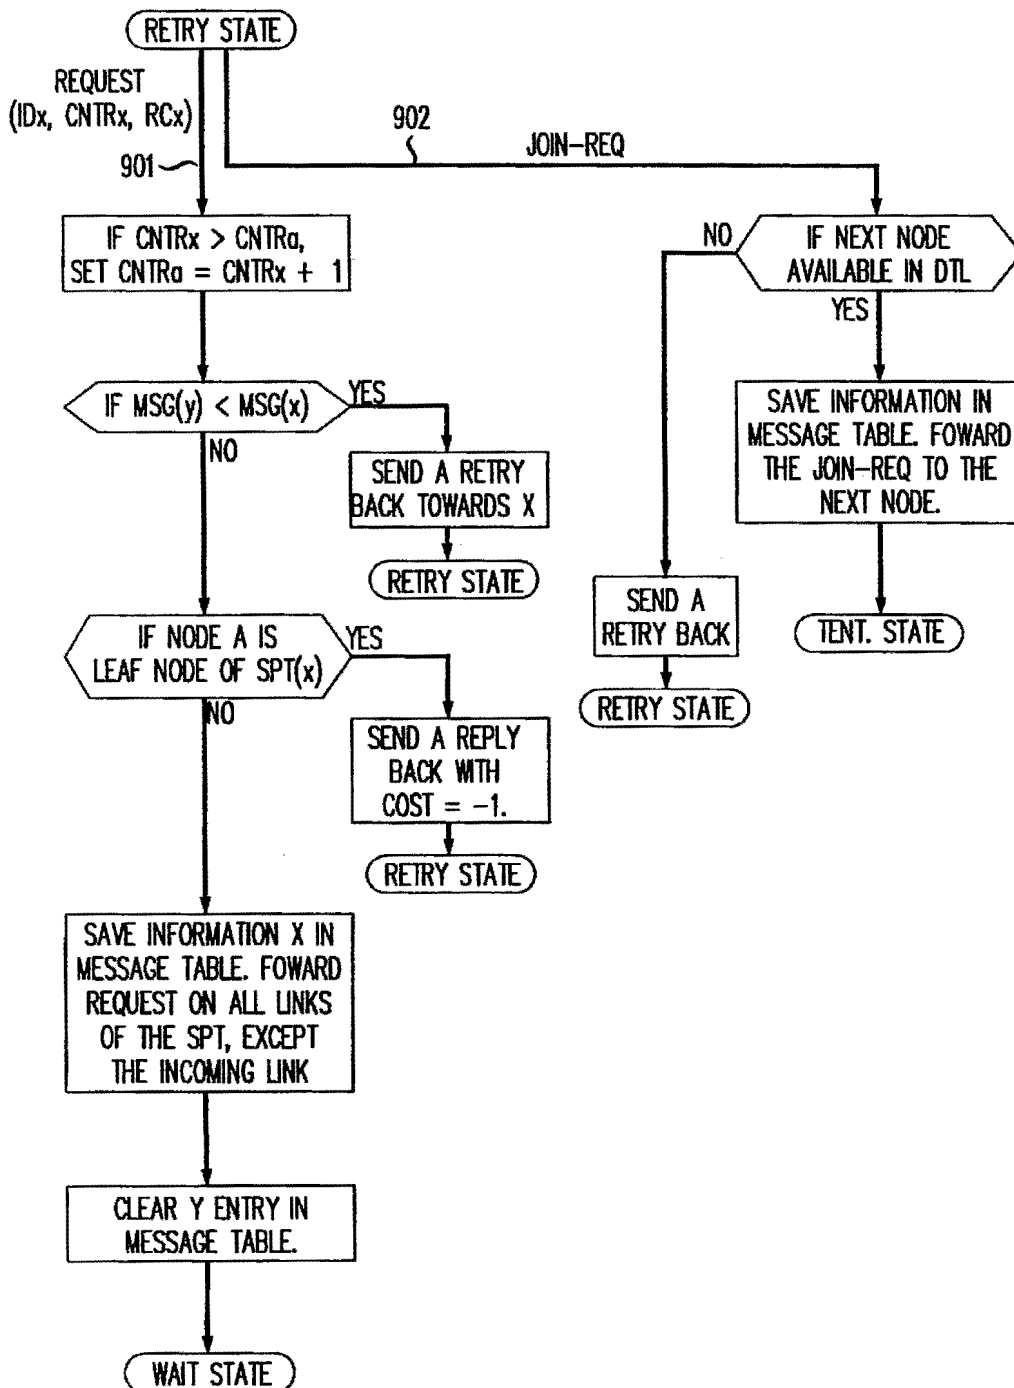 RETRY STATE
REQUEST
(IDx, CNTRx, RCx)
901
902
JOIN-REQ
IF CNTRx > CNTRa,
SET CNTRa = CNTRx + 1
IF MSG(y) < MSG(x)
YES
NO
SEND A RETRY
BACK TOWARDS X
RETRY STATE
IF NODE A IS
LEAF NODE OF SPT(x)
YES
NO
SEND A REPLY
BACK WITH
COST = -1.
RETRY STATE
SAVE INFORMATION X IN
MESSAGE TABLE. FOWARD
REQUEST ON ALL LINKS
OF THE SPT, EXCEPT
THE INCOMING LINK
CLEAR Y ENTRY IN
MESSAGE TABLE.
WAIT STATE
IF NEXT NODE
AVAILABLE IN DTL
NO
YES
SAVE INFORMATION IN
MESSAGE TABLE. FOWARD
THE JOIN-REQ TO THE
NEXT NODE.
TENT. STATE
SEND A
RETRY BACK
RETRY STATE